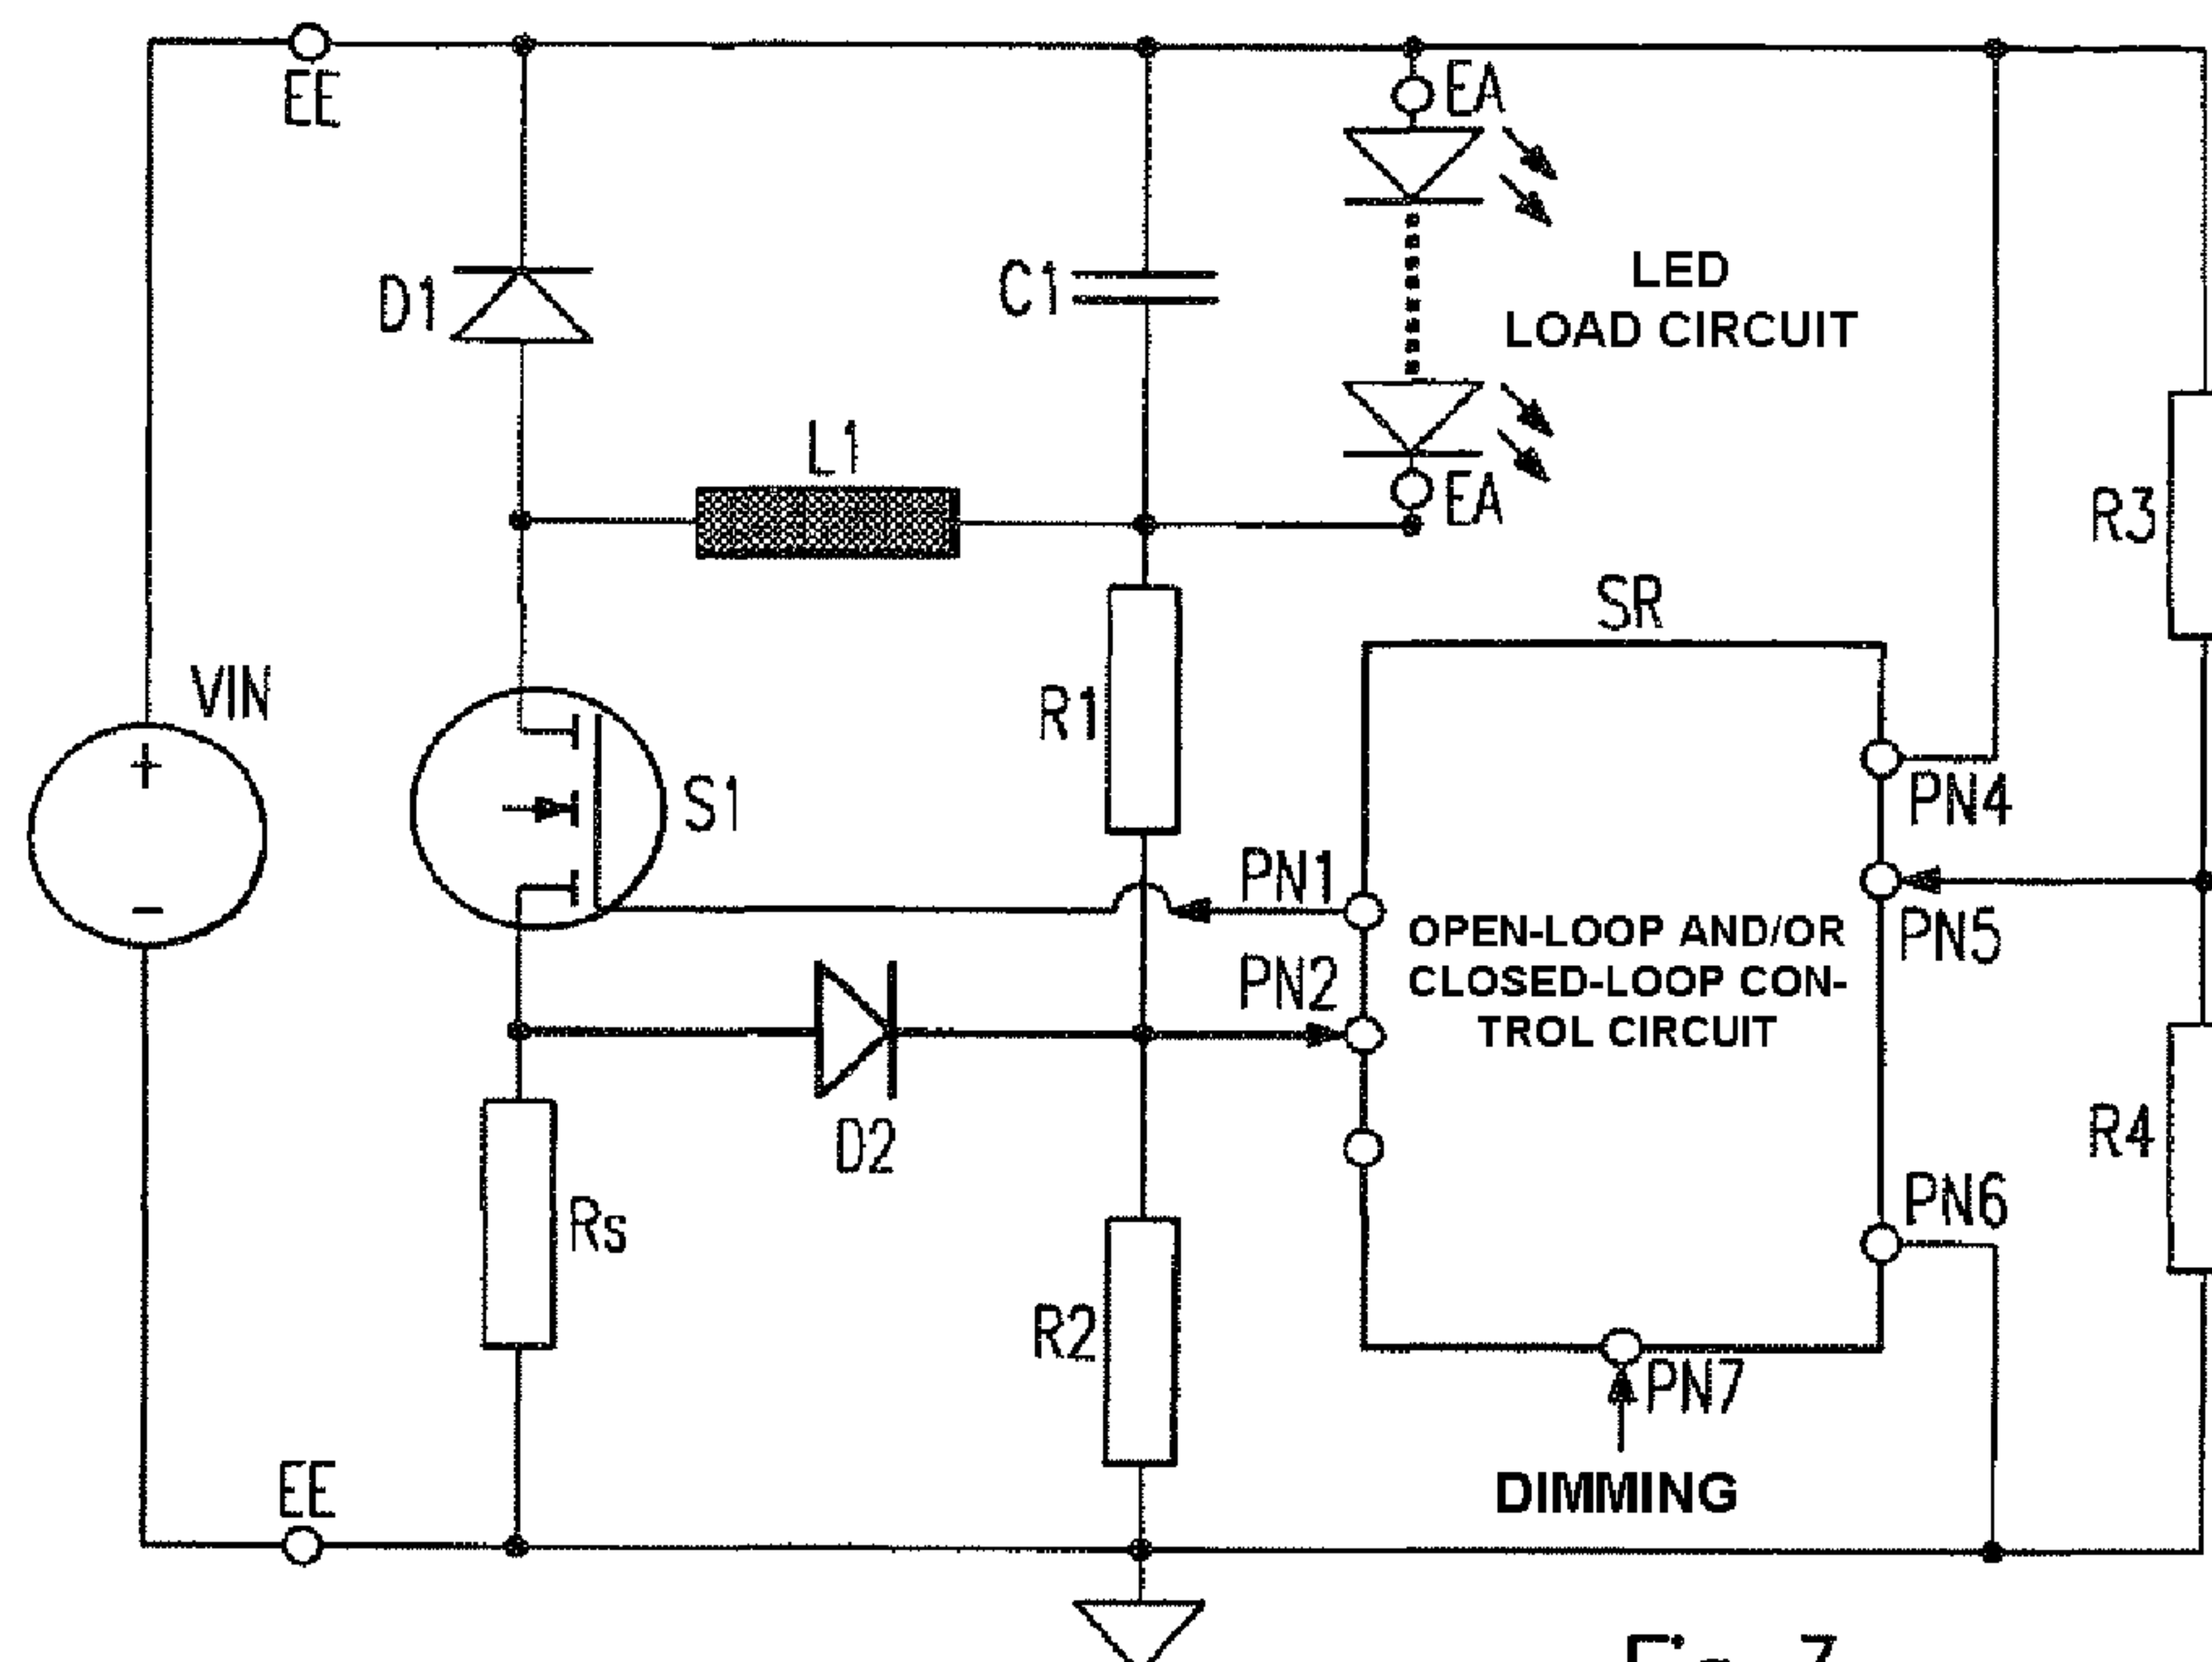 EE
EA
D1
C1
LED
LOAD CIRCUIT
L1
EA
R3
SR
VIN
+
R1
S1
PN4
PN1
-
OPEN-LOOP AND/OR
CLOSED-LOOP CON-
TROL CIRCUIT
PN5
PN2
D2
R4
Rs
PN6
R2
PN7
EE
DIMMING